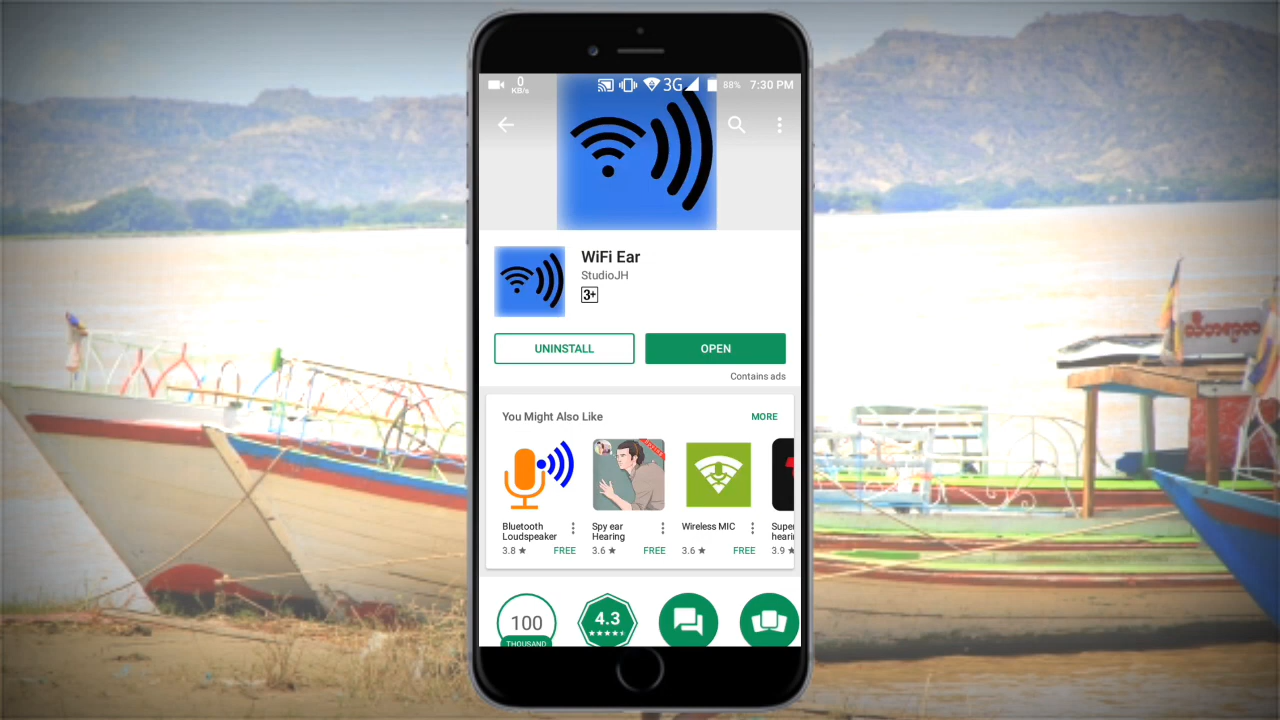 0
KB/s
3G
88%
7:30 PM
WiFi Ear
StudioJH
3+
UNINSTALL
OPEN
Contains ads
You Might Also Like
MORE
Bluetooth
Loudspeaker
3.8 ★
FREE
Spy ear
Hearing
3.6 ★
FREE
Wireless MIC
3.6 ★
FREE
Super
3.9 ★
100
THOUSAND
4.3